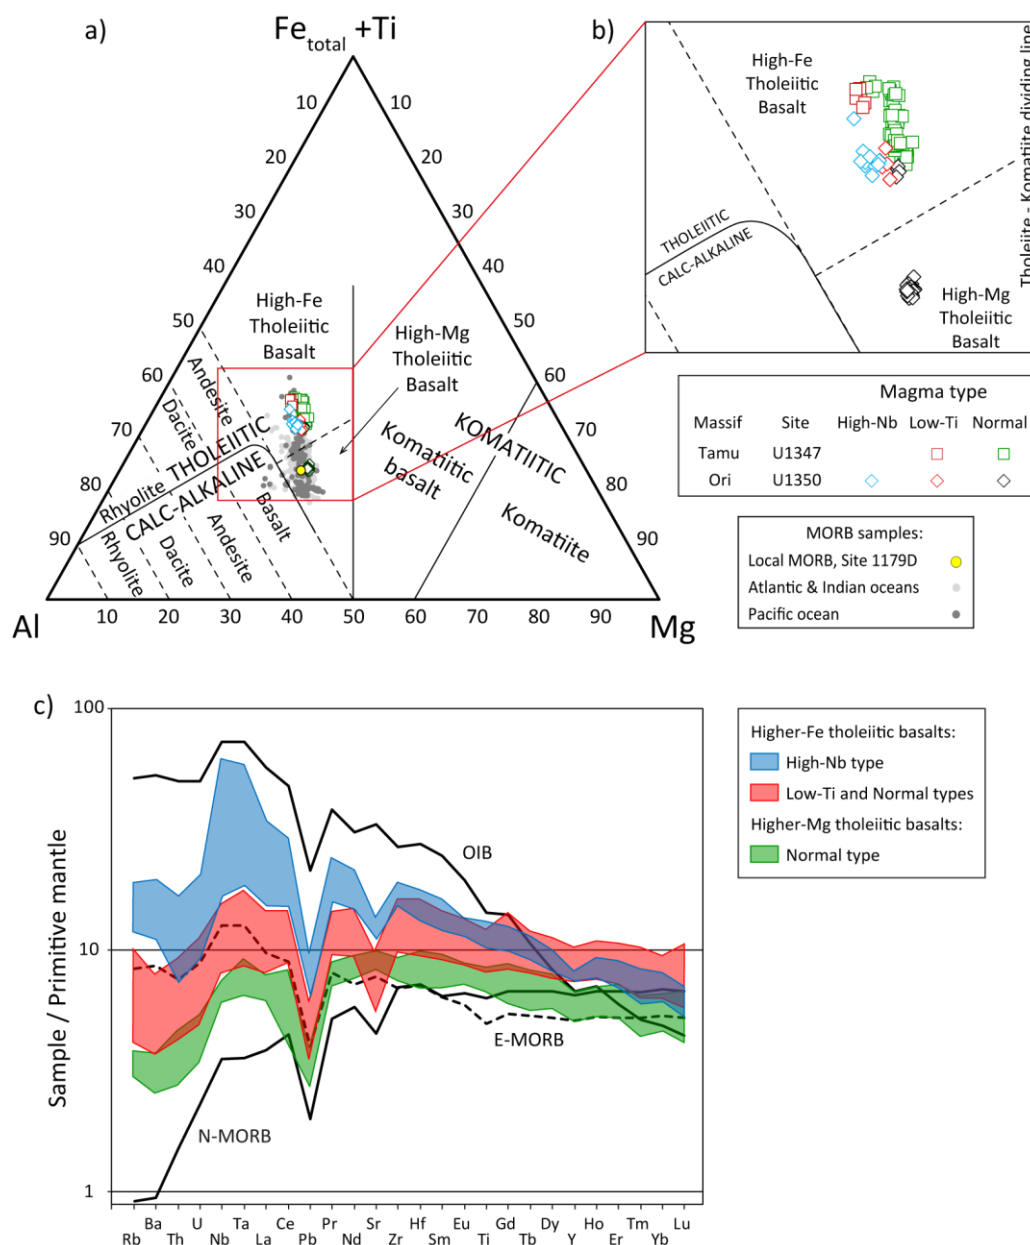 a)
Fe total +Ti
10
20
30
40
50
60
70
80
90
10
20
30
40
50
60
70
80
90
High-Fe
Tholeiitic
Basalt
High-Mg
Tholeiitic
Basalt
Andesite
Dacite
Rhyolite
THOLEIITIC
CALC-ALKALINE
Rhyolite
Dacite
Andesite
Basalt
Komatiitic
basalt
KOMATIITIC
Komatiite
Al
10 20 30 40 50 60 70 80 90
Mg
b)
High-Fe
Tholeiitic
Basalt
THOLEIITIC
CALC-ALKALINE
High-Mg
Tholeiitic
Basalt
Tholeiite - Komatiite dividing line
Magma type
Massif Site High-Nb Low-Ti Normal
Tamu U1347
Ori U1350
MORB samples:
Local MORB, Site 1179D
Atlantic & Indian oceans
Pacific ocean
c)
Sample / Primitive mantle
100
10
1
OIB
E-MORB
N-MORB
Rb Ba Th U Nb Ta La Ce Pb Pr Nd Sr Zr Hf Sm Eu Ti Gd Tb Dy Y Ho Er Tm Yb Lu
Higher-Fe tholeiitic basalts:
High-Nb type
Low-Ti and Normal types
Higher-Mg tholeiitic basalts:
Normal type